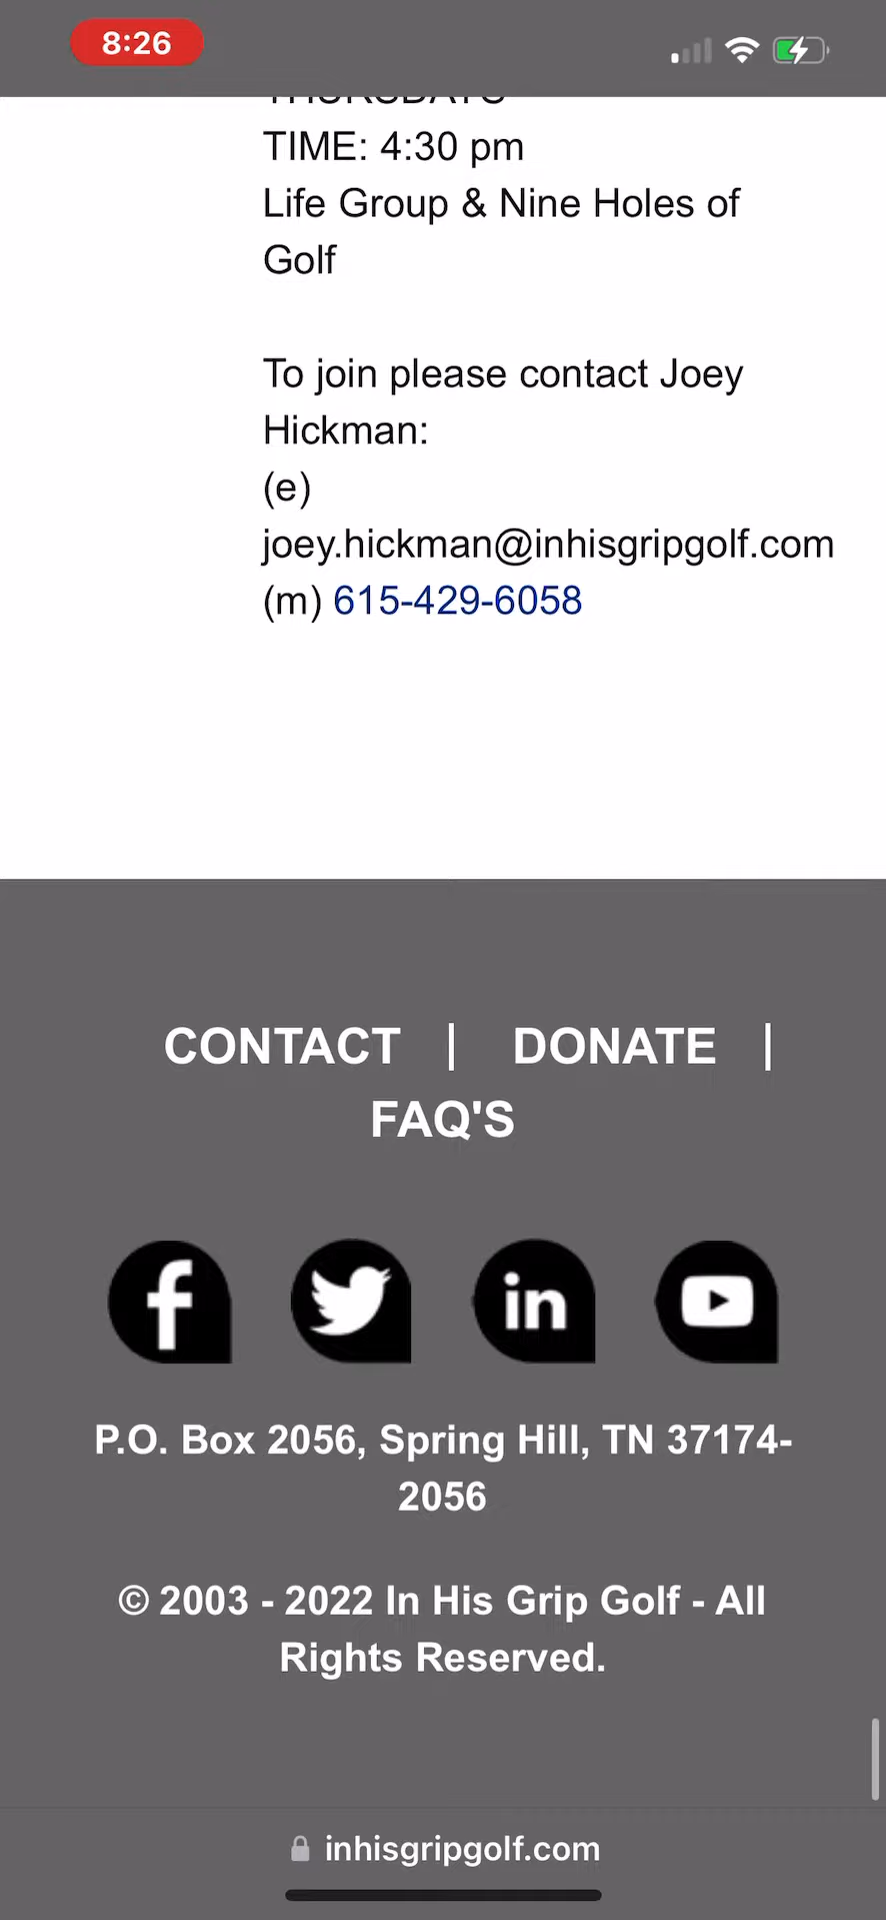 8:26
THURSDAYS
TIME: 4:30 pm
Life Group & Nine Holes of
Golf
To join please contact Joey
Hickman:
(e)
joey.hickman@inhisgripgolf.com
(m) 615-429-6058
CONTACT | DONATE |
FAQ'S
f
in
P.O. Box 2056, Spring Hill, TN 37174-
2056
© 2003 - 2022 In His Grip Golf - All
Rights Reserved.
inhisgripgolf.com